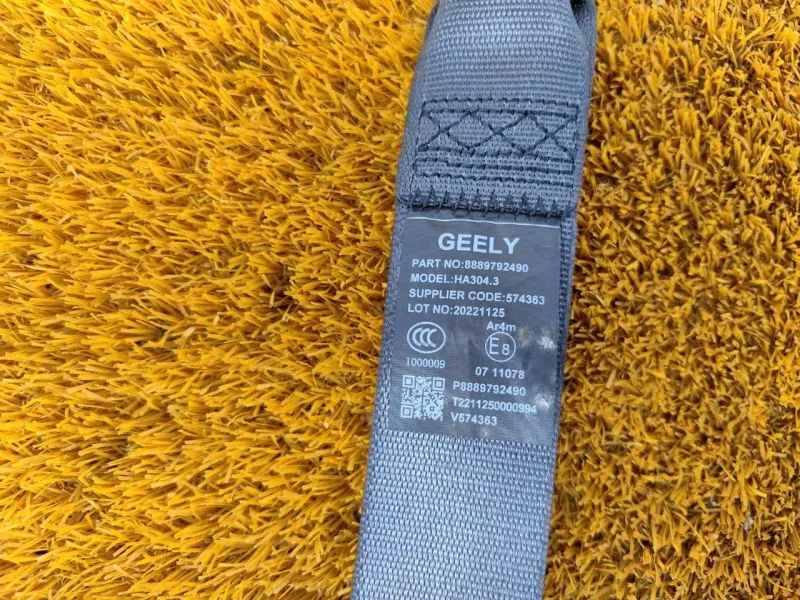 GEELY
PART NO:8889792490
MODEL:HA304.3
SUPPLIER CODE:574363
LOT NO:20221125
CCC
1000009
Ar4m
E8
07 11078
P8889792490
T2211250000994
V574363